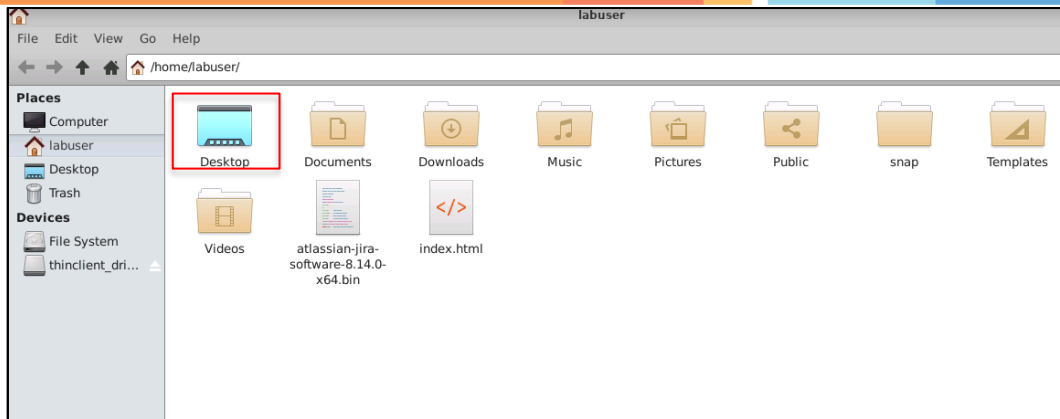 labuser
File Edit View Go Help
/home/labuser/
Places
Computer
labuser
Desktop
Trash
Devices
File System
thinclient_dri...
Desktop Documents Downloads Music Pictures Public snap Templates
Videos atlassian-jira- index.html
software-8.14.0-
x64.bin